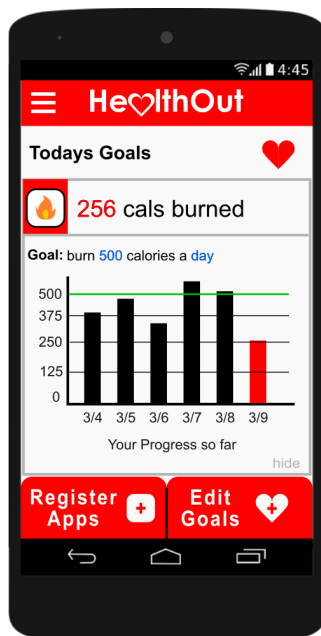 4:45
HealthOut
Todays Goals
256 cals burned
Goal: burn 500 calories a day
500
375
250
125
0
3/4 3/5 3/6 3/7 3/8 3/9
Your Progress so far
hide
Register Apps
Edit Goals